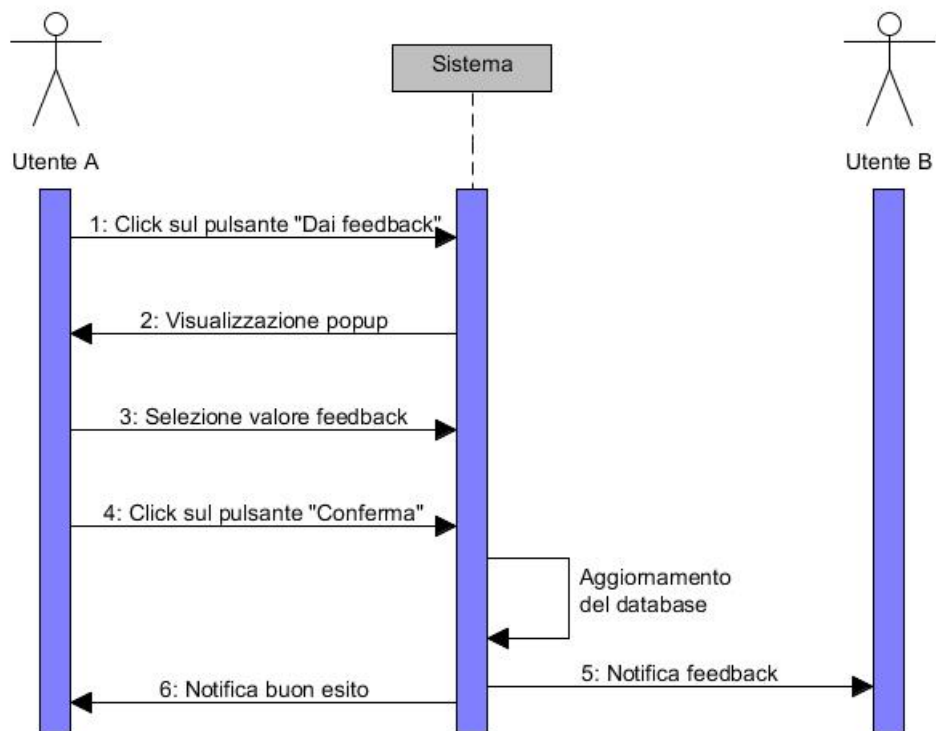 Sistema
Utente A
Utente B
1: Click sul pulsante "Dai feedback"
2: Visualizzazione popup
3: Selezione valore feedback
4: Click sul pulsante "Conferma"
Aggiornamento
del database
5: Notifica feedback
6: Notifica buon esito